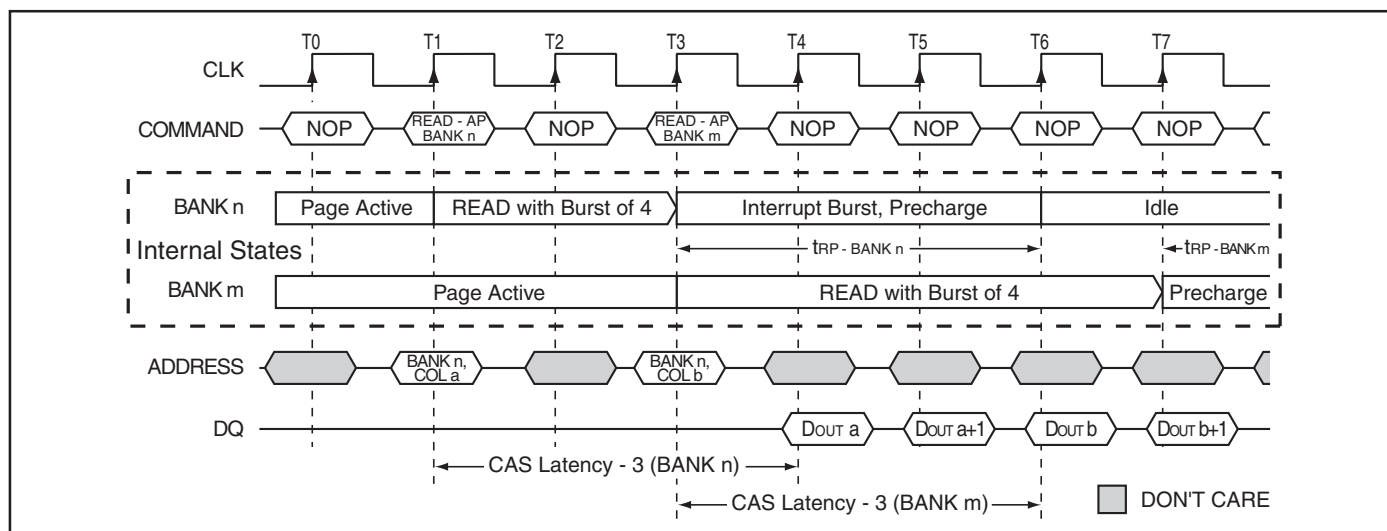 T0 T1 T2 T3 T4 T5 T6 T7
CLK
COMMAND NOP READ - AP BANK n NOP READ - AP BANK m NOP NOP NOP NOP
BANK n Page Active READ with Burst of 4 Interrupt Burst, Precharge Idle
Internal States tRP - BANK n tRP - BANK m
BANK m Page Active READ with Burst of 4 Precharge
ADDRESS BANK n, COL a BANK n, COL b
DQ DOUT a DOUT a+1 DOUT b DOUT b+1
CAS Latency - 3 (BANK n)
CAS Latency - 3 (BANK m) DON'T CARE